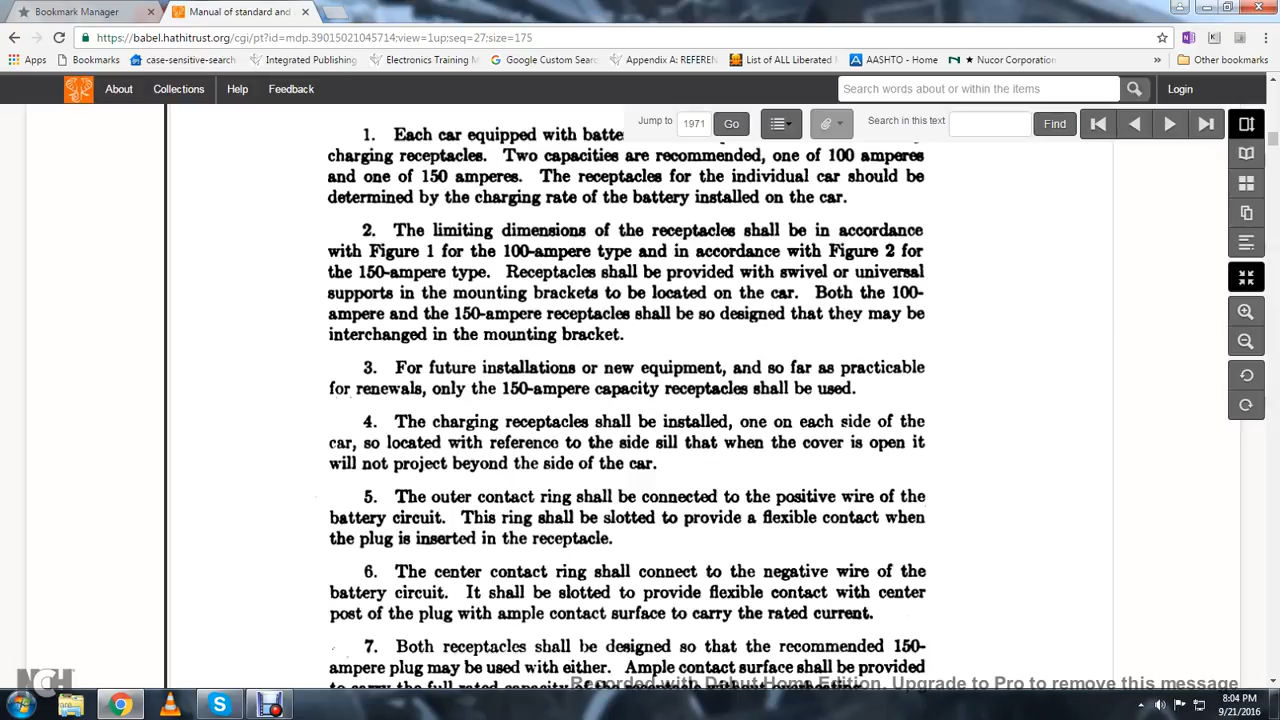 Bookmark Manager
Manual of standard and
https://babel.hathitrust.org/cgi/pt?id=mdp.39015021045714;view=1up;seq=27;size=175
Apps
Bookmarks
case-sensitive-search/
Integrated Publishing
Electronics Training M
Google Custom Searc
Appendix A: REFEREN
List of ALL Liberated
AASHTO - Home
★ Nucor Corporation
»
Other bookmarks
About
Collections
Help
Feedback
Search words about or within the items
Login
Jump to
1971
Go
Search in this text
Find
1. Each car equipped with batte
charging receptacles. Two capacities are recommended, one of 100 amperes
and one of 150 amperes. The receptacles for the individual car should be
determined by the charging rate of the battery installed on the car.
2. The limiting dimensions of the receptacles shall be in accordance
with Figure 1 for the 100-ampere type and in accordance with Figure 2 for
the 150-ampere type. Receptacles shall be provided with swivel or universal
supports in the mounting brackets to be located on the car. Both the 100-
ampere and the 150-ampere receptacles shall be so designed that they may be
interchanged in the mounting bracket.
3. For future installations or new equipment, and so far as practicable
for renewals, only the 150-ampere capacity receptacles shall be used.
4. The charging receptacles shall be installed, one on each side of the
car, so located with reference to the side sill that when the cover is open it
will not project beyond the side of the car.
5. The outer contact ring shall be connected to the positive wire of the
battery circuit. This ring shall be slotted to provide a flexible contact when
the plug is inserted in the receptacle.
6. The center contact ring shall connect to the negative wire of the
battery circuit. It shall be slotted to provide flexible contact with center
post of the plug with ample contact surface to carry the rated current.
7. Both receptacles shall be designed so that the recommended 150-
ampere plug may be used with either. Ample contact surface shall be provided
to carry the full rated capacity of the
NCH
Recorded with Debut Home Edition. Upgrade to Pro to remove this message
8:04 PM
9/21/2016